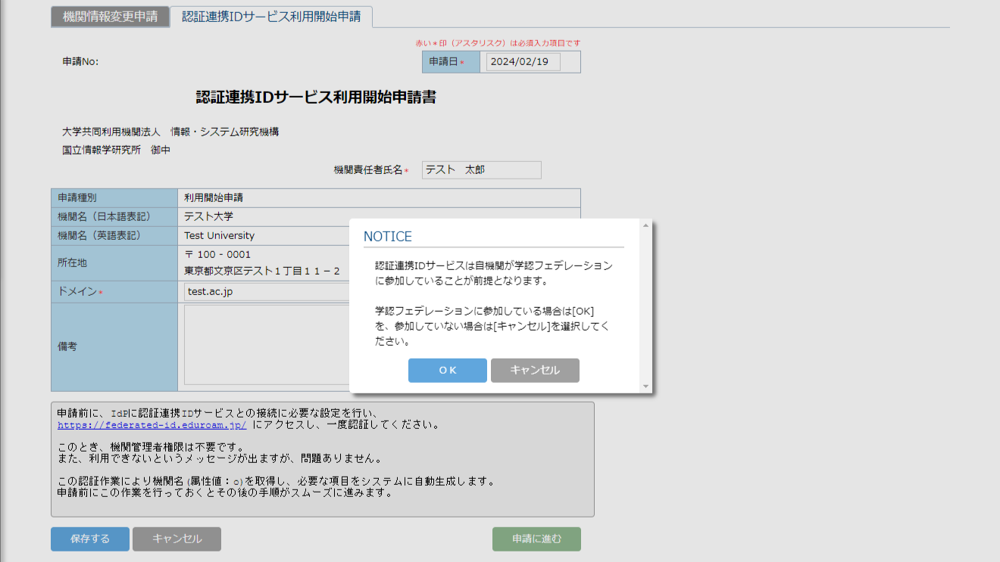 機関情報変更申請
認証連携IDサービス利用開始申請
赤い*印（アスタリスク）は必須入力項目です
申請No:
申請日*
2024/02/19
認証連携IDサービス利用開始申請書
大学共同利用機関法人　情報・システム研究機構
国立情報学研究所　御中
機関責任者氏名*
テスト　太郎
申請種別
利用開始申請
機関名（日本語表記）
テスト大学
機関名（英語表記）
Test University
所在地
〒 100 - 0001
東京都文京区テスト１丁目１１－２
ドメイン*
test.ac.jp
備考
NOTICE
認証連携IDサービスは自機関が学認フェデレーション
に参加していることが前提となります。
学認フェデレーションに参加している場合は[OK]
を、参加していない場合は[キャンセル]を選択してく
ださい。
ＯＫ
キャンセル
申請前に、IdPに認証連携IDサービスとの接続に必要な設定を行い、
https://federated-id.eduroam.jp/ にアクセスし、一度認証してください。
このとき、機関管理者権限は不要です。
また、利用できないというメッセージが出ますが、問題ありません。
この認証作業により機関名(属性値：o)を取得し、必要な項目をシステムに自動生成します。
申請前にこの作業を行っておくとその後の手順がスムーズに進みます。
保存する
キャンセル
申請に進む